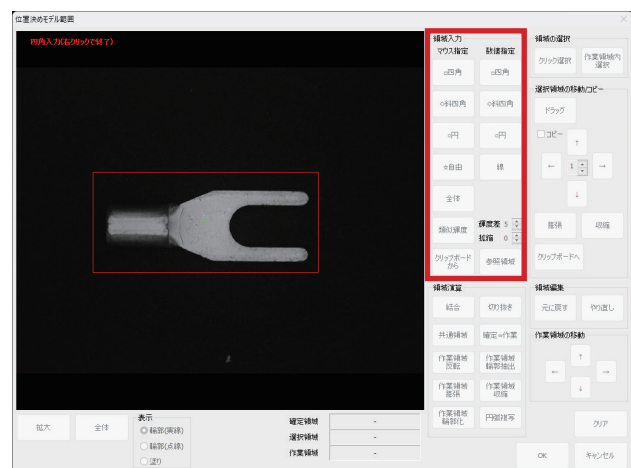 位置決めモデル範囲
四角入力(右クリックで終了)
領域入力
マウス指定 数値指定
○四角 ○四角
○斜四角 ○斜四角
○円 ○円
○自由 線
全体
類似輝度 輝度差 5
拡縮 0
クリップボードから 参照領域
領域の選択
クリック選択 作業領域内選択
選択領域の移動/コピー
ドラッグ
コピー
↑
← 1 →
↓
膨張 収縮
クリップボードへ
領域演算
結合 切り抜き
共通領域 確定⇔作業
作業領域反転 作業領域輪郭抽出
作業領域膨張 作業領域収縮
作業領域輪郭化 円弧複写
領域編集
元に戻す やり直し
作業領域の移動
↑
← →
↓
クリア
拡大 全体
表示
輪郭(実線)
輪郭(点線)
塗り
確定領域 -
選択領域 -
作業領域 -
OK キャンセル